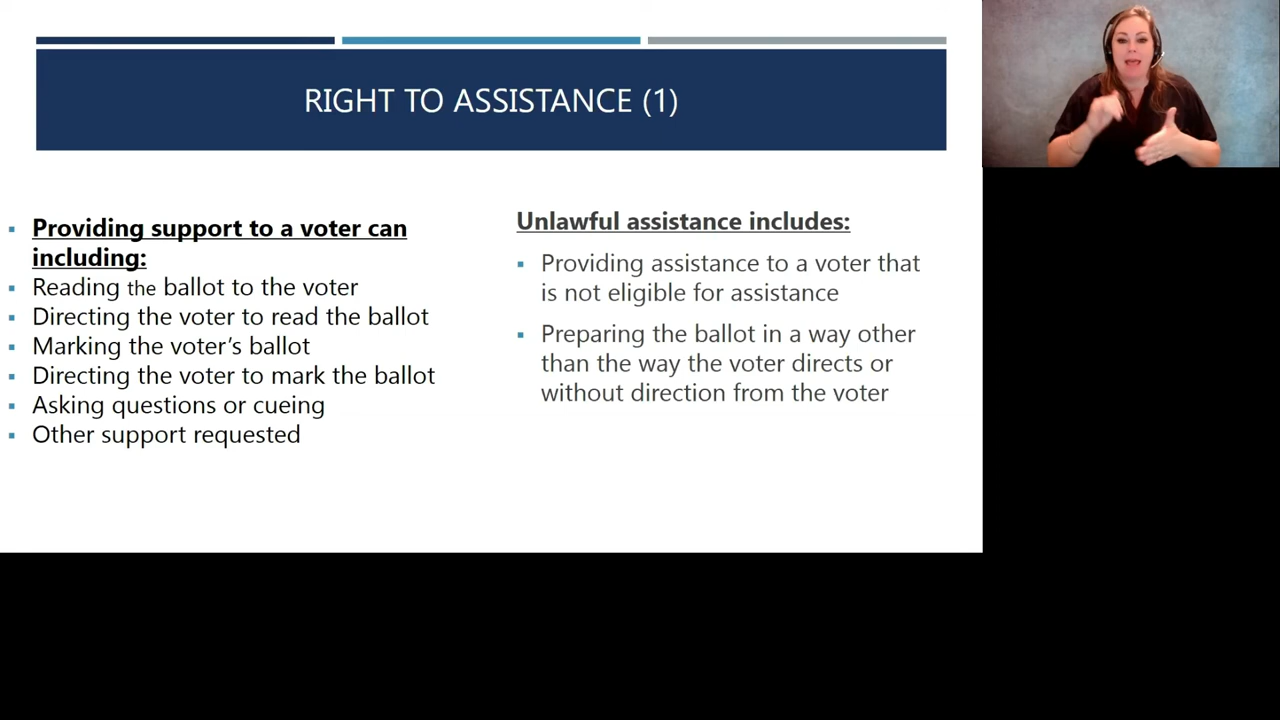 RIGHT TO ASSISTANCE (1)
Providing support to a voter can
including:
Reading the ballot to the voter
Directing the voter to read the ballot
Marking the voter’s ballot
Directing the voter to mark the ballot
Asking questions or cueing
Other support requested
Unlawful assistance includes:
Providing assistance to a voter that
is not eligible for assistance
Preparing the ballot in a way other
than the way the voter directs or
without direction from the voter